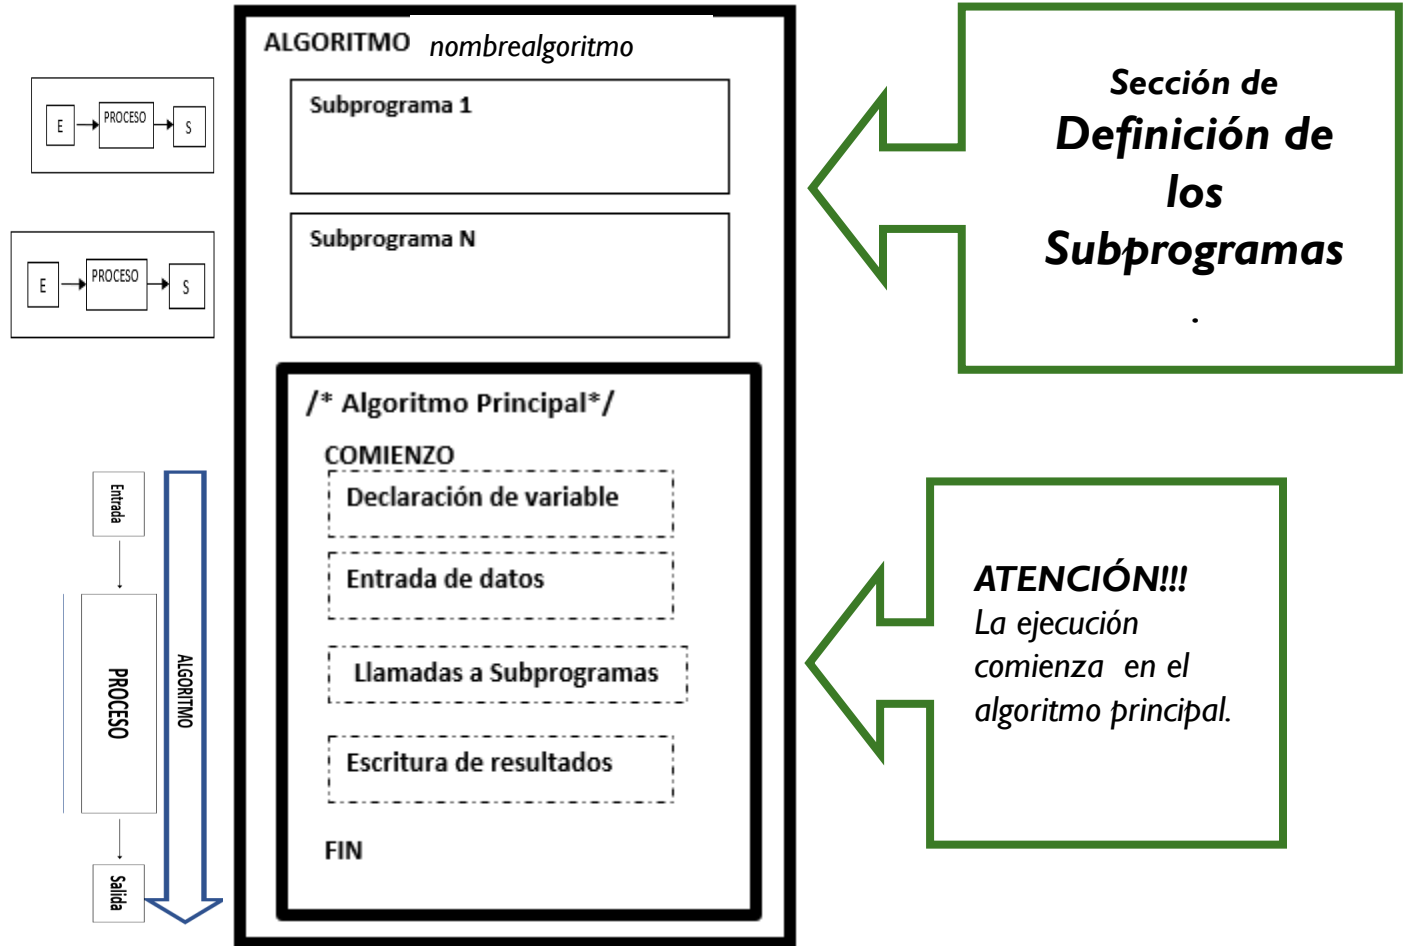 ALGORITMO nombrealgoritmo
Subprograma 1
E
PROCESO
S
Subprograma N
E
PROCESO
S
Sección de
Definición de
los
Subprogramas
.
/* Algoritmo Principal*/
COMIENZO
Declaración de variable
Entrada de datos
Llamadas a Subprogramas
Escritura de resultados
FIN
Entrada
PROCESO
Salida
ALGORITMO
ATENCIÓN!!!
La ejecución
comienza en el
algoritmo principal.